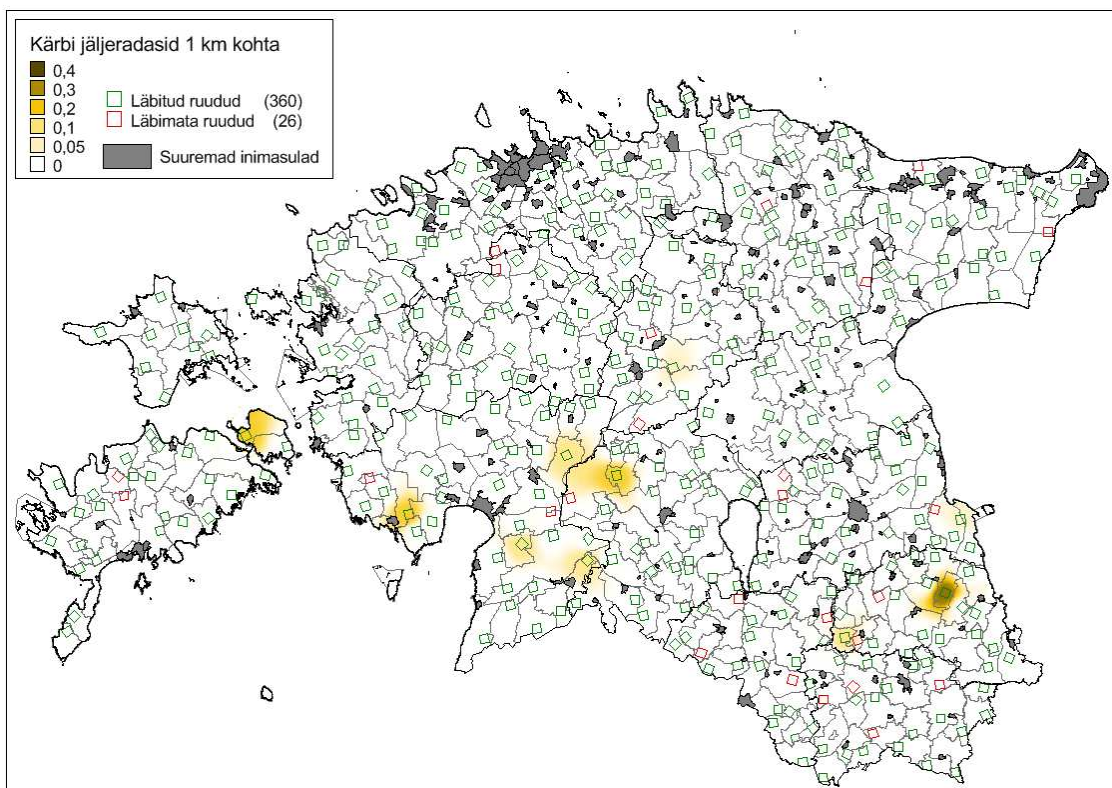 Kärbi jäljeradasid 1 km kohta
0,4
0,3
0,2
0,1
0,05
0
Läbitud ruudud (360)
Läbimata ruudud (26)
Suuremad inimasulad